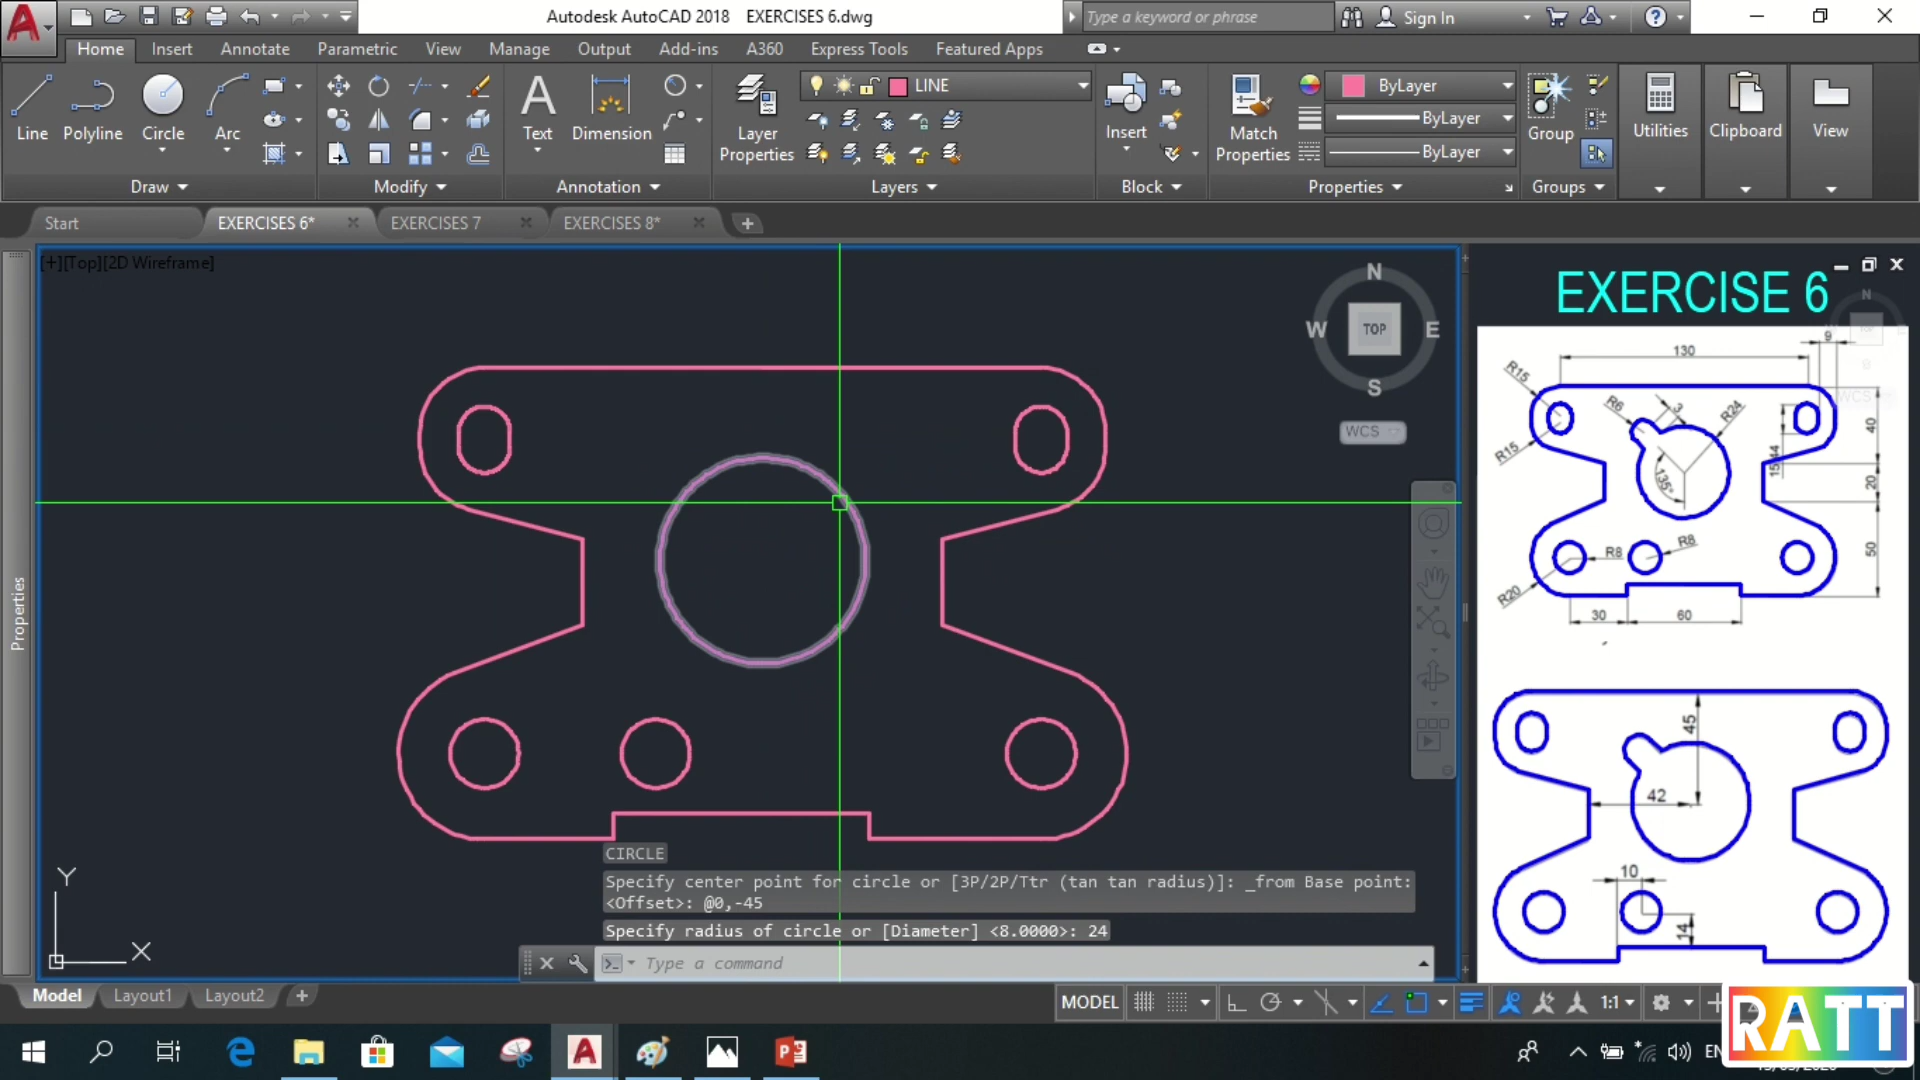 Autodesk AutoCAD 2018 EXERCISES 6.dwg
Type a keyword or phrase
Sign In
Home Insert Annotate Parametric View Manage Output Add-ins A360 Express Tools Featured Apps
LINE
ByLayer
ByLayer
ByLayer
Line Polyline Circle Arc
Text Dimension
Layer Properties
Insert
Match Properties
Group
Utilities Clipboard View
Draw Modify Annotation Layers Block Properties Groups
Start EXERCISES 6* EXERCISES 7 EXERCISES 8*
[+][Top][2D Wireframe]
Properties
N
W TOP E
S
WCS
EXERCISE 6
N
WCS
9
130
R15
R6
3
R24
40
R15
135°
15.44
20
R8
R8
50
R20
30
60
45
42
10
14
Y
X
CIRCLE
Specify center point for circle or [3P/2P/Ttr (tan tan radius)]: _from Base point:
<Offset>: @0,-45
Specify radius of circle or [Diameter] <8.0000>: 24
Type a command
Model Layout1 Layout2
MODEL
1:1
RATT